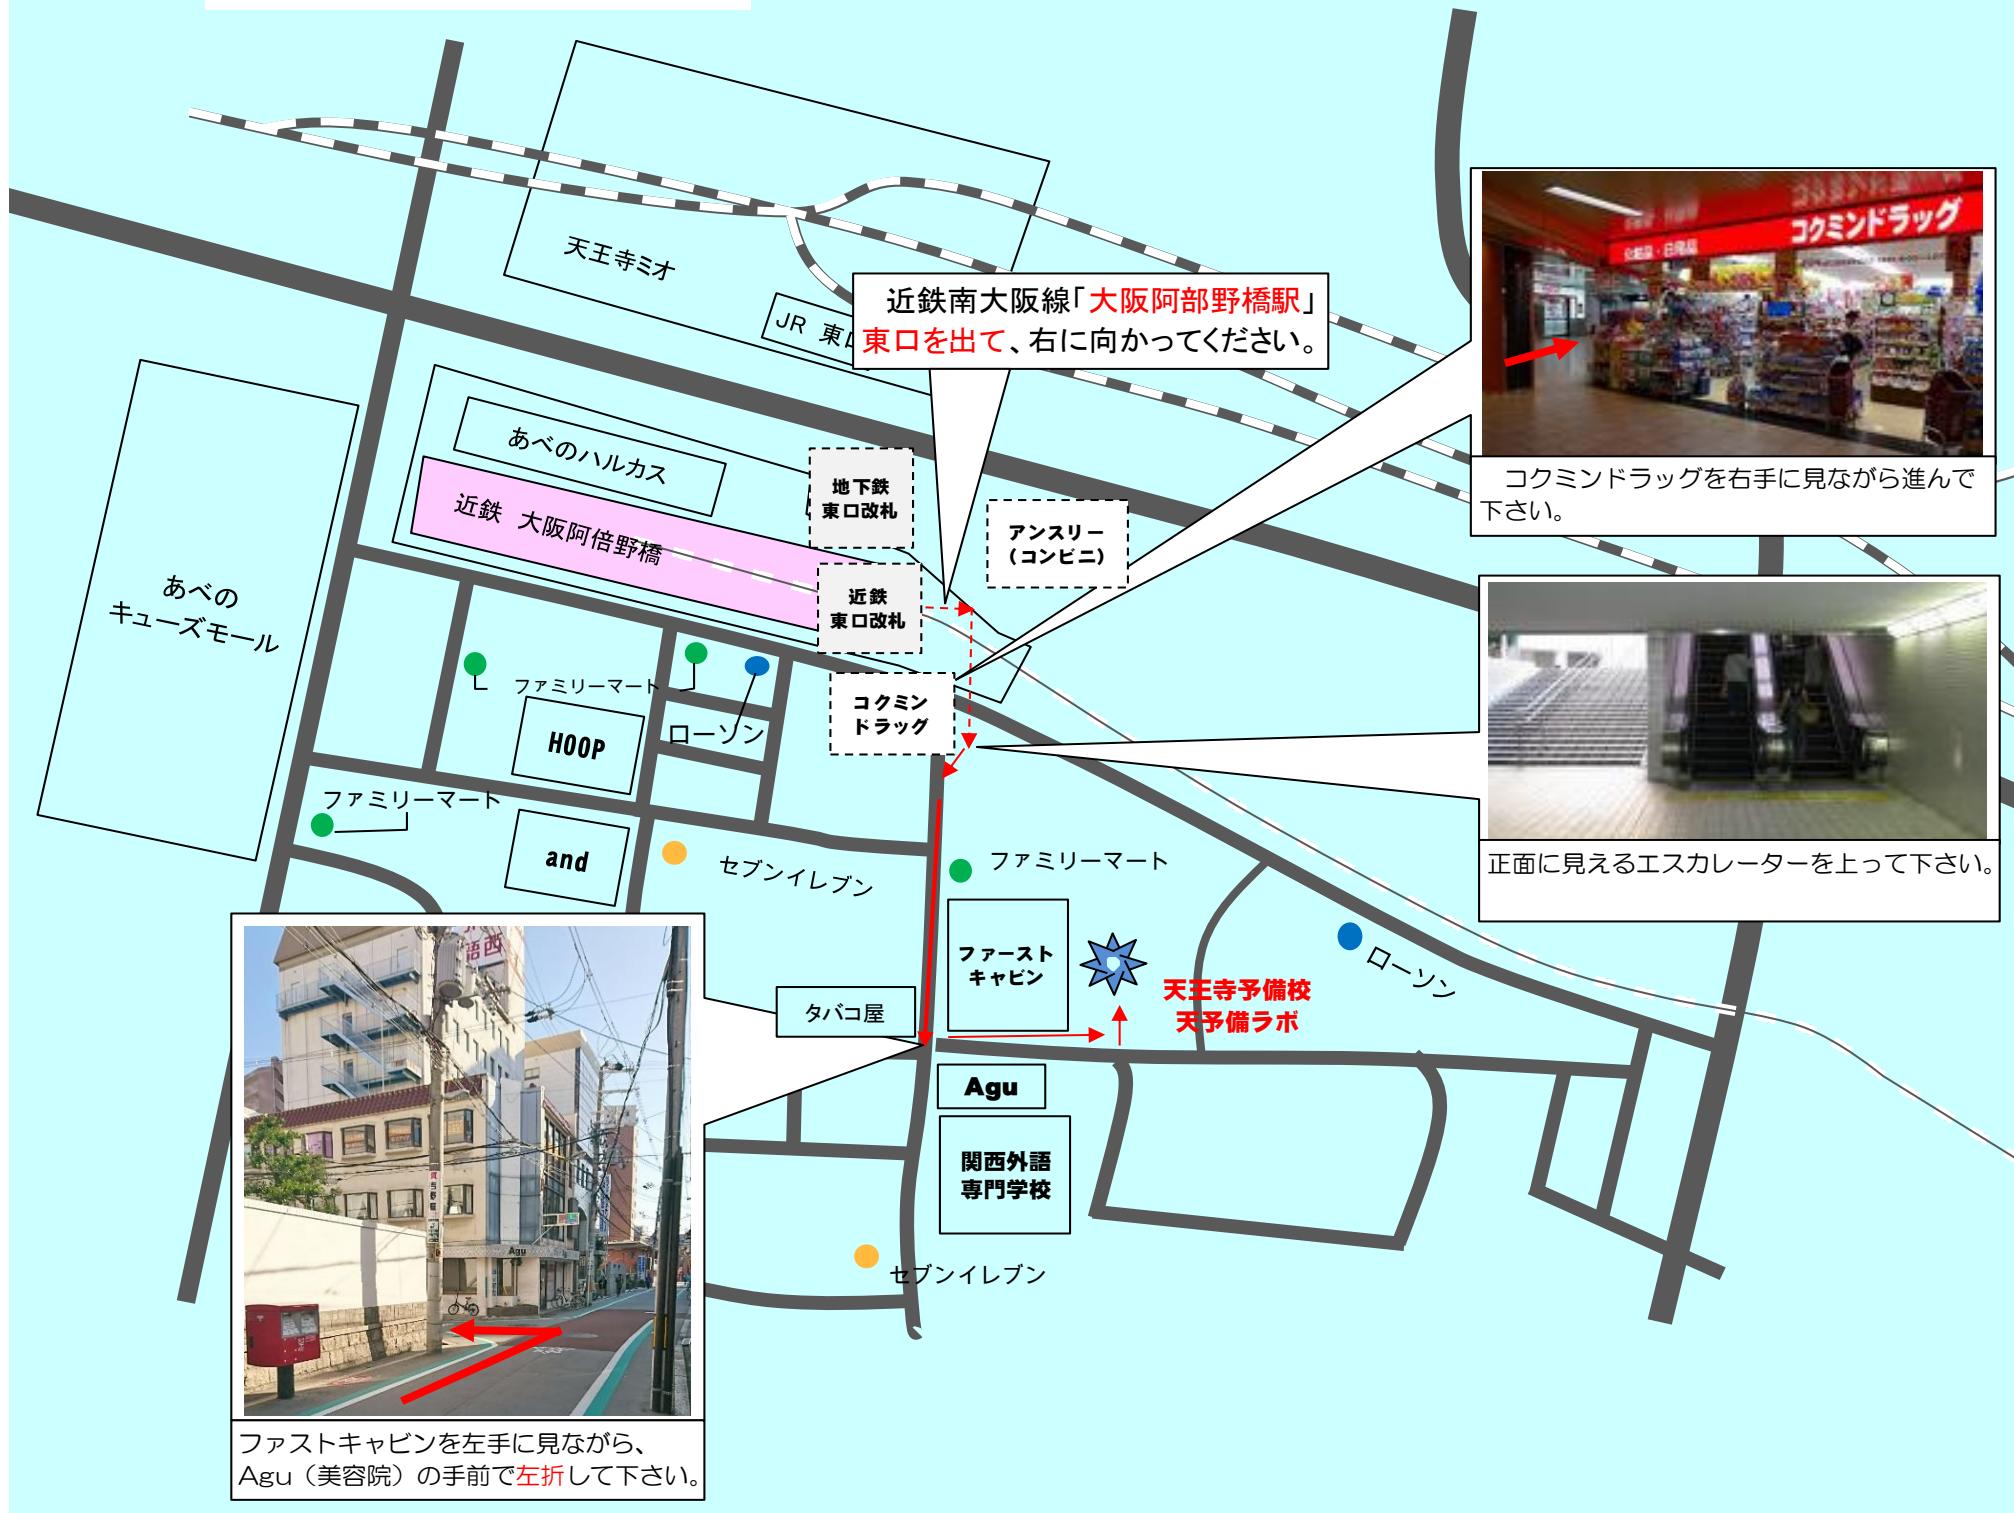 天王寺ミオ
JR 東
近鉄南大阪線「大阪阿部野橋駅」
東口を出て、右に向かってください。
コクミンドラッグ
化粧品・日用品
コクミンドラッグを右手に見ながら進んで
下さい。
あべのハルカス
近鉄 大阪阿倍野橋
地下鉄
東口改札
アンスリー
（コンビニ）
近鉄
東口改札
あべの
キューズモール
ファミリーマート
ローソン
コクミン
ドラッグ
HOOP
正面に見えるエスカレーターを上って下さい。
ファミリーマート
and
セブンイレブン
ファミリーマート
ファースト
キャビン
ローソン
天王寺予備校
天予備ラボ
タバコ屋
Agu
関西外語
専門学校
セブンイレブン
Agu
ファストキャビンを左手に見ながら、
Agu（美容院）の手前で左折して下さい。